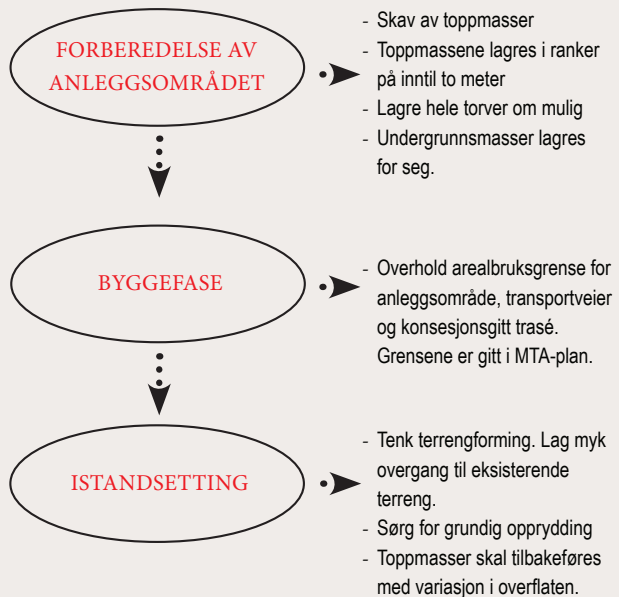 FORBEREDELSE AV
ANLEGGSOMRÅDET
- Skav av toppmasser
- Toppmassene lagres i ranker
på inntil to meter
- Lagre hele torver om mulig
- Undergrunnsmasser lagres
for seg.
BYGGEFASE
- Overhold arealbruksgrense for
anleggsområde, transportveier
og konsesjonsgitt trasé.
Grensene er gitt i MTA-plan.
ISTANDSETTING
- Tenk terrengforming. Lag myk
overgang til eksisterende
terreng.
- Sørg for grundig opprydding
- Toppmasser skal tilbakeføres
med variasjon i overflaten.